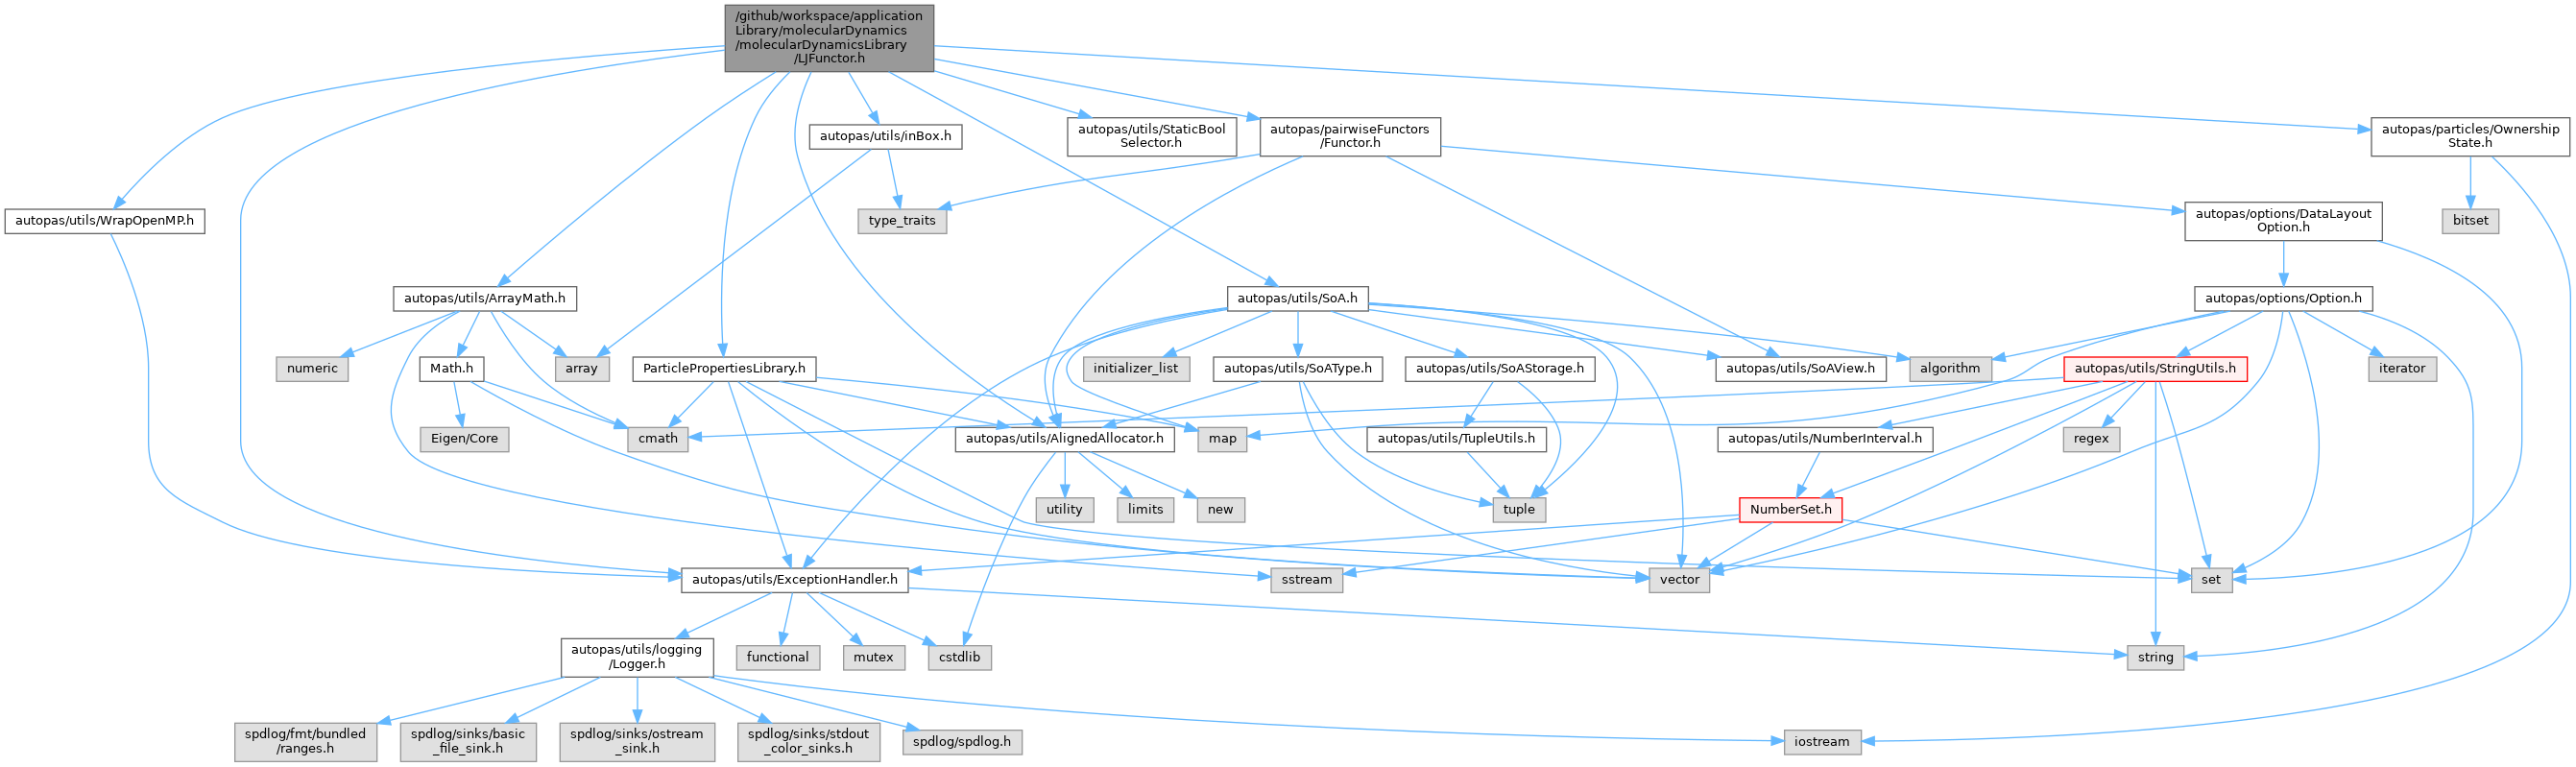 /github/workspace/application
Library/molecularDynamics
/molecularDynamicsLibrary
/LJFunctor.h
autopas/utils/inBox.h
autopas/utils/StaticBool
Selector.h
autopas/pairwiseFunctors
/Functor.h
autopas/particles/Ownership
State.h
autopas/utils/WrapOpenMP.h
type_traits
autopas/options/DataLayout
Option.h
bitset
autopas/utils/ArrayMath.h
autopas/utils/SoA.h
autopas/options/Option.h
numeric
Math.h
array
ParticlePropertiesLibrary.h
initializer_list
autopas/utils/SoAType.h
autopas/utils/SoAStorage.h
autopas/utils/SoAView.h
algorithm
autopas/utils/StringUtils.h
iterator
Eigen/Core
cmath
autopas/utils/AlignedAllocator.h
map
autopas/utils/TupleUtils.h
autopas/utils/NumberInterval.h
regex
utility
limits
new
tuple
NumberSet.h
autopas/utils/ExceptionHandler.h
sstream
vector
set
autopas/utils/logging
/Logger.h
functional
mutex
cstdlib
string
spdlog/fmt/bundled
/ranges.h
spdlog/sinks/basic
_file_sink.h
spdlog/sinks/ostream
_sink.h
spdlog/sinks/stdout
_color_sinks.h
spdlog/spdlog.h
iostream